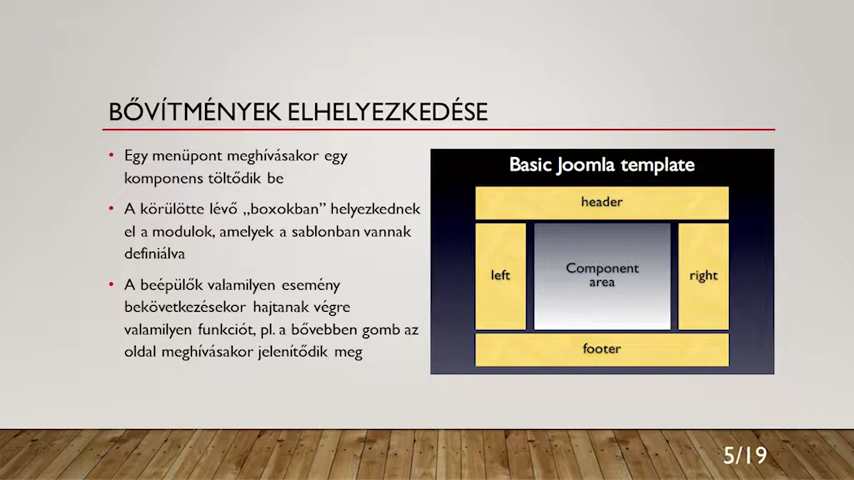 BŐVÍTMÉNYEK ELHELYEZKEDÉSE
• Egy menüpont meghívásakor egy
komponens töltődik be
• A körülötte lévő „boxokban” helyezkednek
el a modulok, amelyek a sablonban vannak
definiálva
• A beépülők valamilyen esemény
bekövetkezésekor hajtanak végre
valamilyen funkciót, pl. a bővebben gomb az
oldal meghívásakor jelenítődik meg
Basic Joomla template
header
left
Component
area
right
footer
5/19